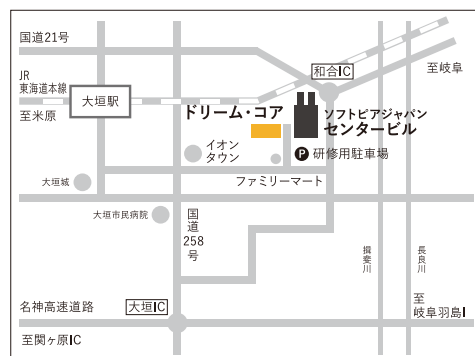 国道21号
JR
東海道本線
大垣駅
至米原
和合IC
至岐阜
ドリーム・コア
ソフトピアジャパン
センタービル
P 研修用駐車場
イオン
タウン
大垣城
ファミリーマート
大垣市民病院
国道258号
揖斐川
長良川
名神高速道路
大垣IC
至
岐阜羽島I
至関ヶ原IC